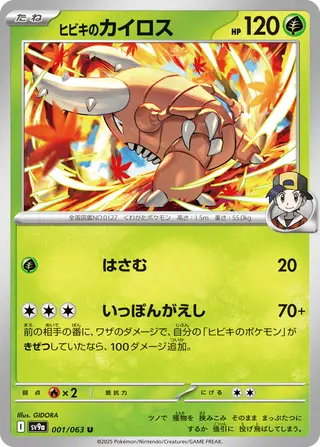 たね ヒビキのカイロス HP 120
全国図鑑NO.0127 くわがたポケモン 高さ:1.5m 重さ:55.0kg
はさむ 20
いっぽんがえし 70+
前の相手の番に、ワザのダメージで、自分の「ヒビキのポケモン」が
きぜつしていたなら、100ダメージ追加。
弱点 ×2 抵抗力 にげる
Illus. GIDORA
I sv9a 001/063 U
ツノで 獲物を 挟みこみ そのまま まっぷたつに
するか 強引に 投げ飛ばしてしまうのだ。
©2025 Pokémon/Nintendo/Creatures/GAME FREAK.